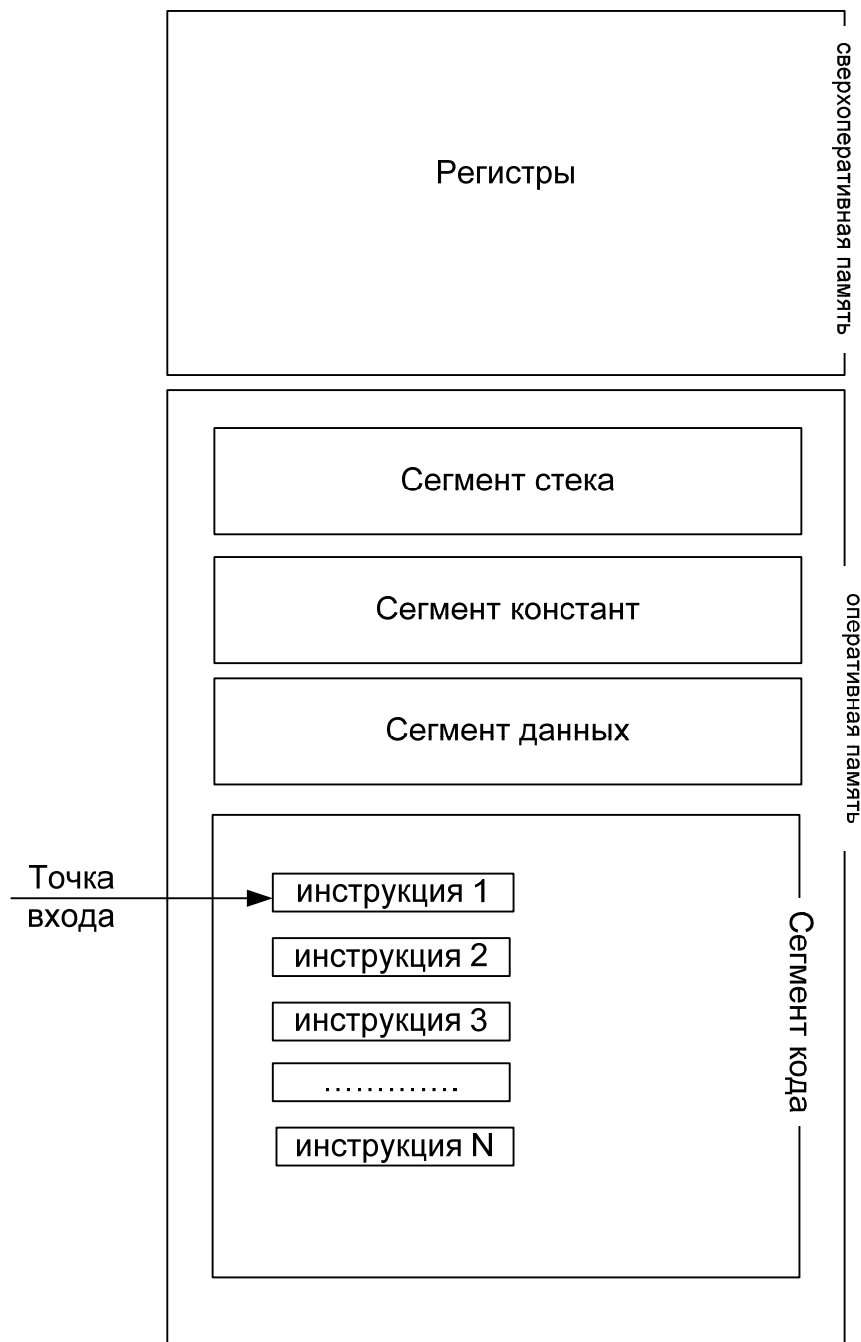 сверхоперативная память
Регистры
Сегмент стека
Сегмент констант
оперативная память
Сегмент данных
Точка
входа
инструкция 1
инструкция 2
инструкция 3
.............
инструкция N
Сегмент кода